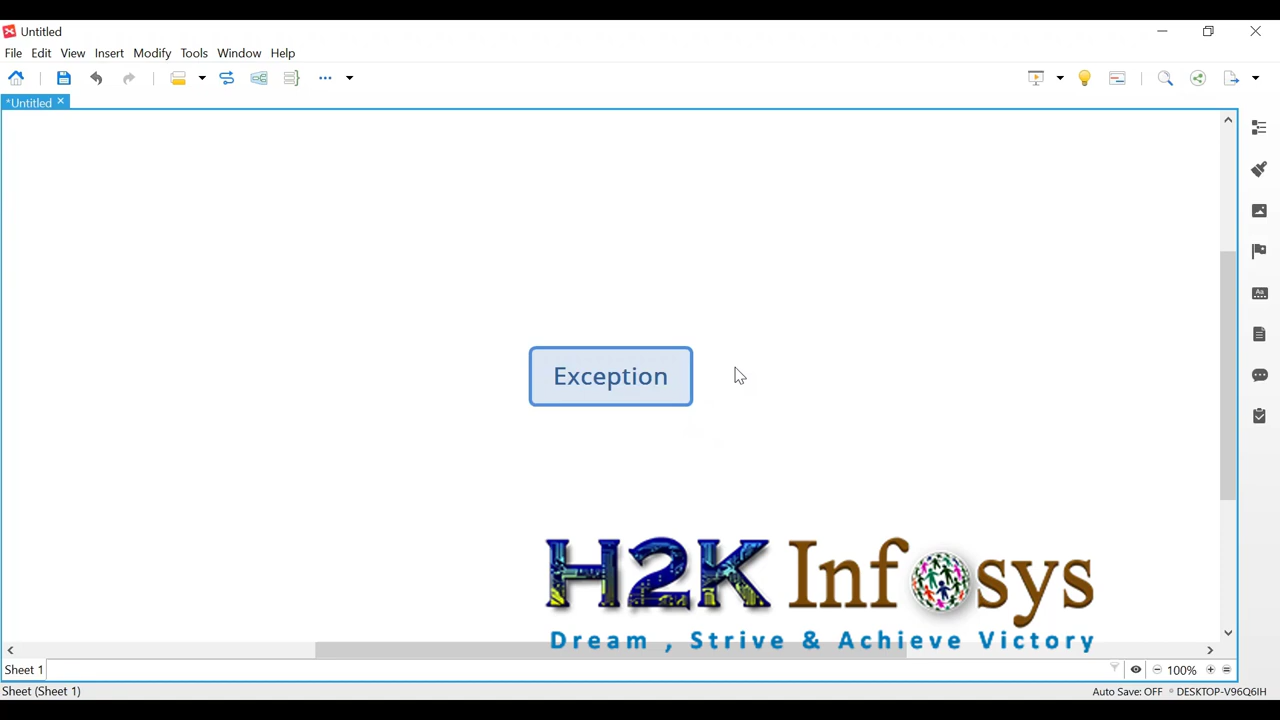 Untitled
File Edit View Insert Modify Tools Window Help
*Untitled
Exception
H2K Infosys
Dream , Strive & Achieve Victory
Sheet 1
100%
Sheet (Sheet 1)
Auto Save: OFF
DESKTOP-V96Q6IH